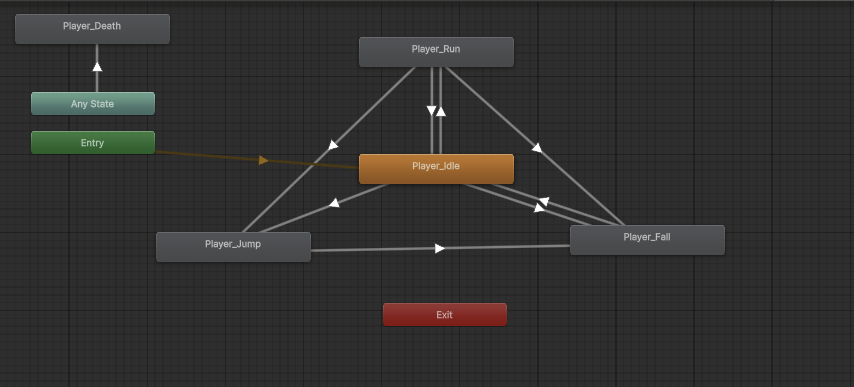 Player_Death
Player_Run
Any State
Entry
Player_Idle
Player_Jump
Player_Fall
Exit